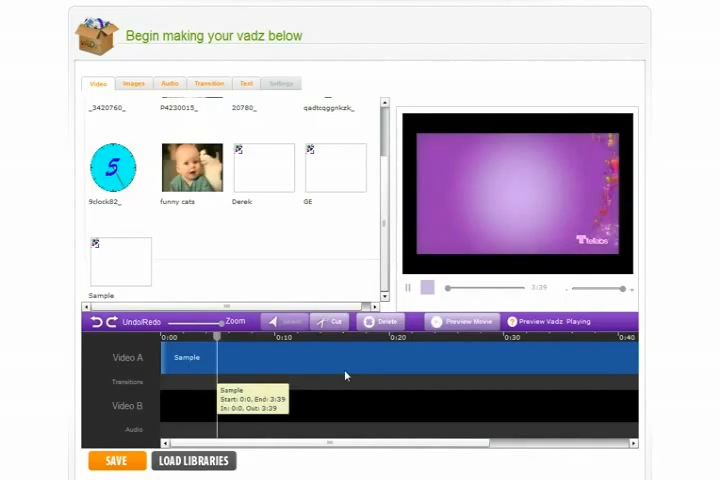 Begin making your vadz below
Video Images Audio Transition Text Settings
_3420760_ P4230015_ 20780_ qadtcqggnkzk_
5
9clock82_ funny cats Derek GE
Sample
Tellabs
3:39
Undo/Redo Zoom Select Cut Delete Preview Movie ? Preview Vadz Playing
0:00 0:10 0:20 0:30 0:40
Video A Sample
Transitions
Sample
Start: 0:0, End: 3:39
In: 0:0, Out: 3:39
Video B
Audio
SAVE LOAD LIBRARIES